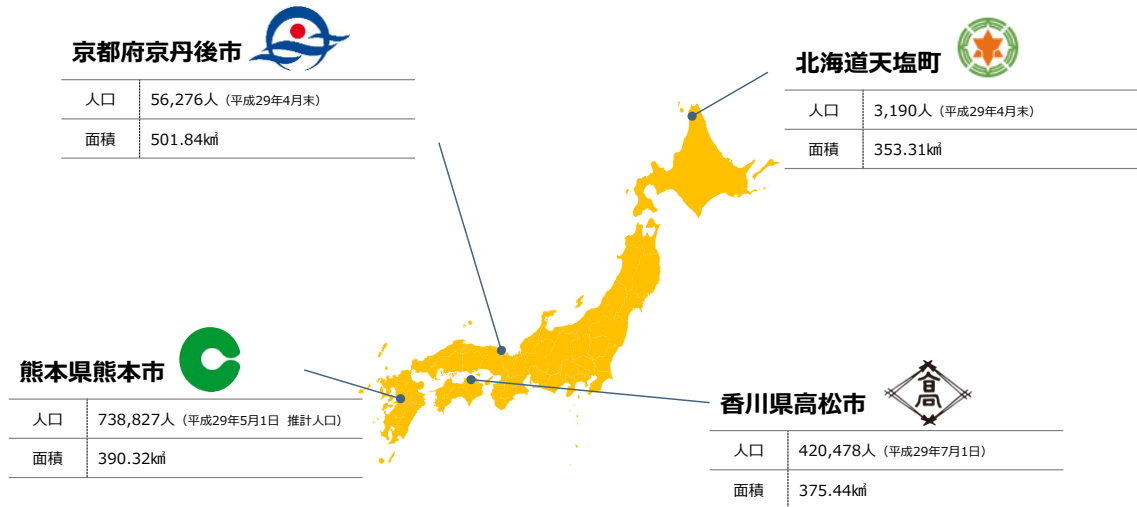 京都府京丹後市
人口 56,276人（平成29年4月末）
面積 501.84㎢
北海道天塩町
人口 3,190人（平成29年4月末）
面積 353.31㎢
熊本県熊本市
人口 738,827人（平成29年5月1日 推計人口）
面積 390.32㎢
香川県高松市
人口 420,478人（平成29年7月1日）
面積 375.44㎢